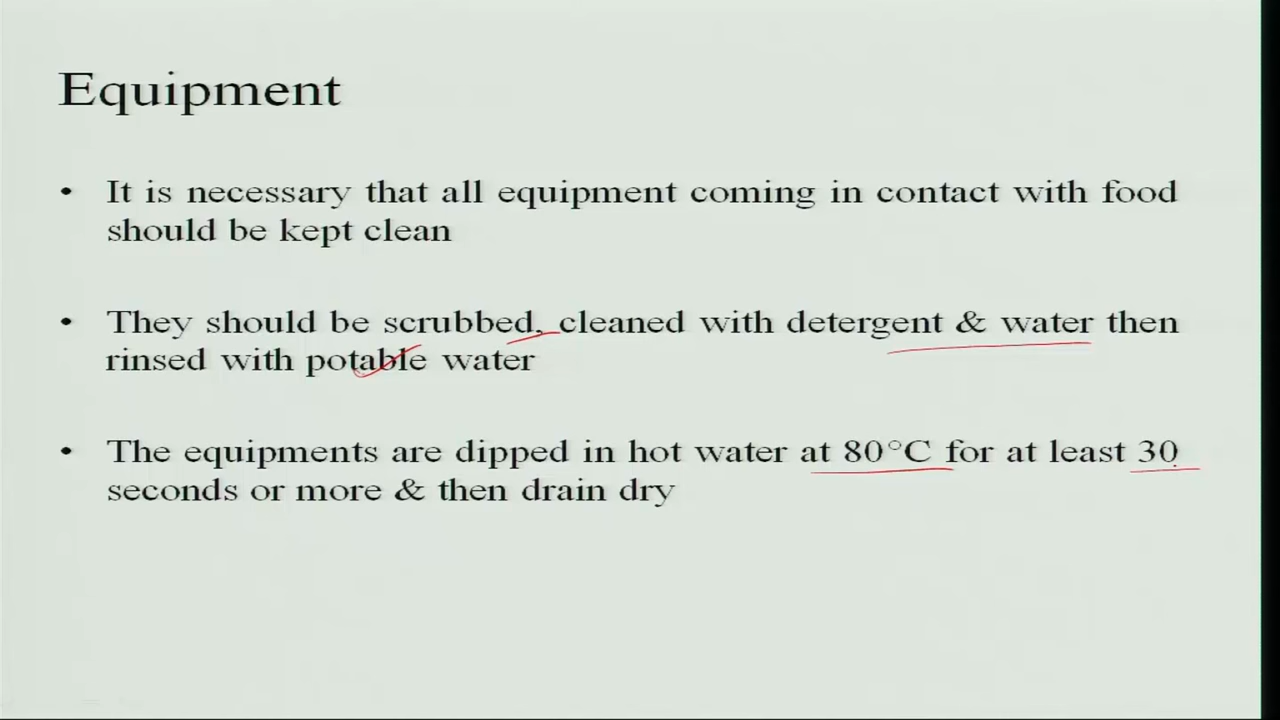 Equipment
• It is necessary that all equipment coming in contact with food
should be kept clean
• They should be scrubbed, cleaned with detergent & water then
rinsed with potable water
• The equipments are dipped in hot water at 80°C for at least 30
seconds or more & then drain dry